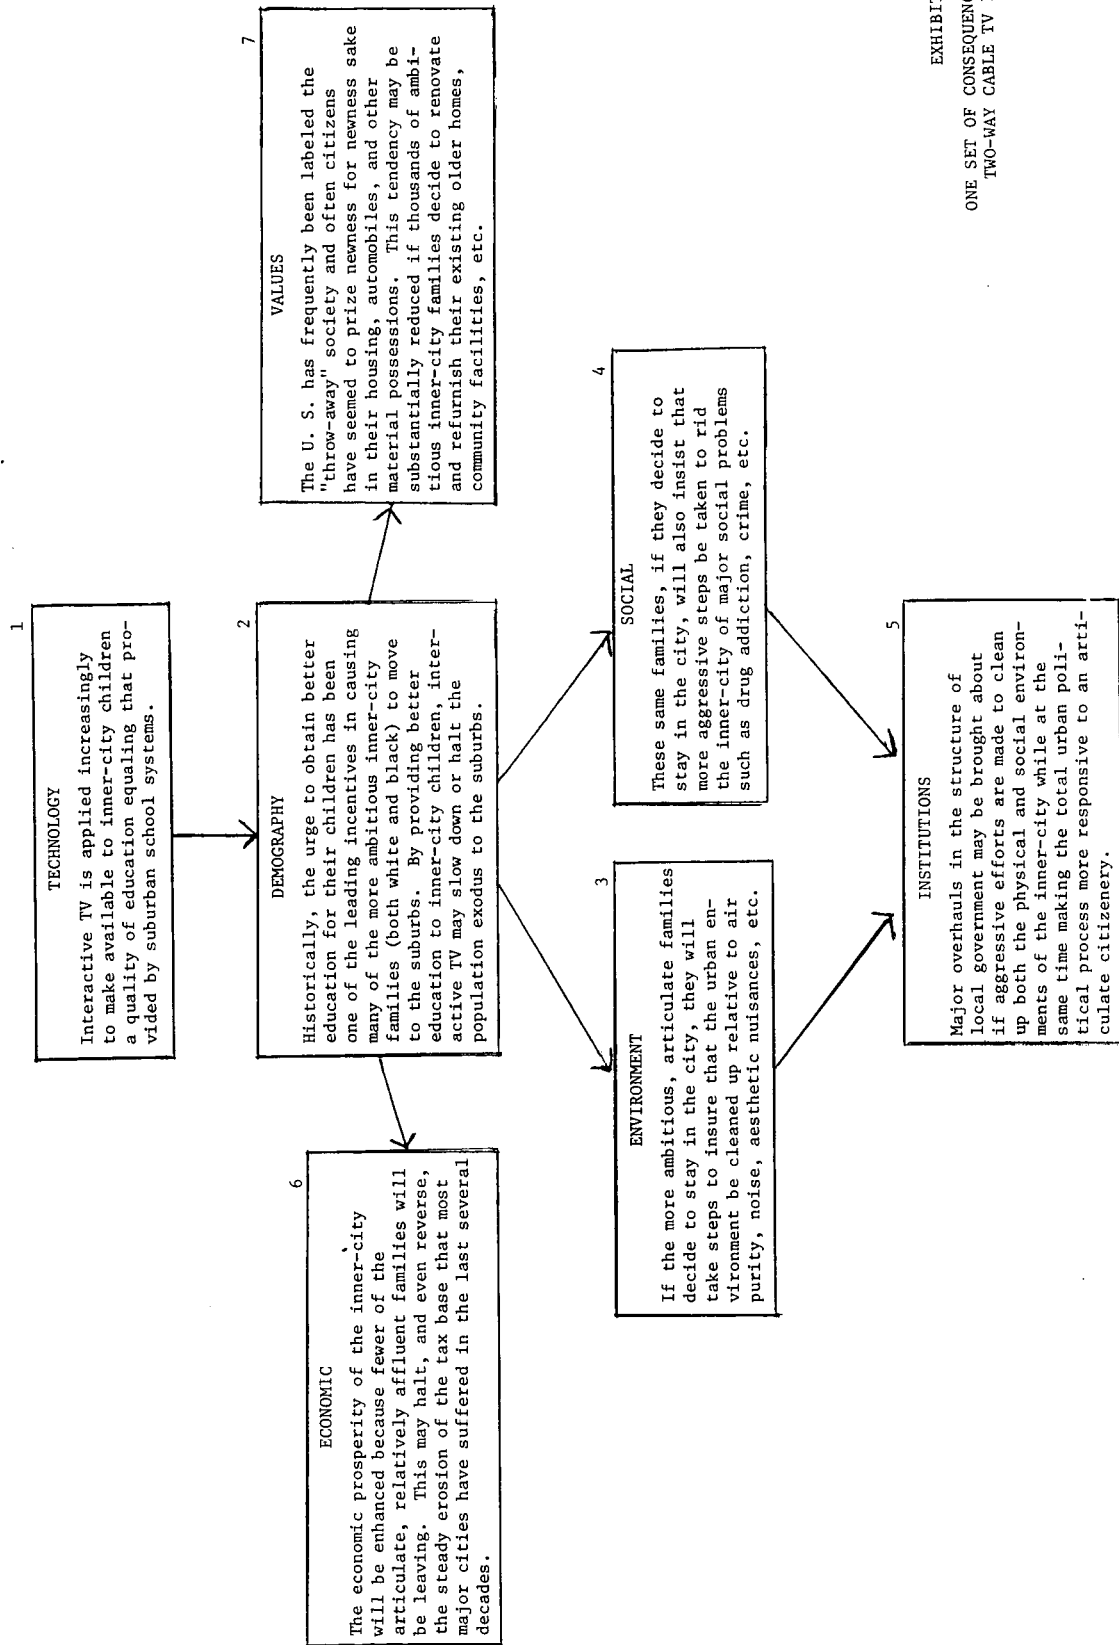 1
TECHNOLOGY
Interactive TV is applied increasingly
to make available to inner-city children
a quality of education equaling that pro-
vided by suburban school systems.
2
DEMOGRAPHY
Historically, the urge to obtain better
education for their children has been
one of the leading incentives in causing
many of the more ambitious inner-city
families (both white and black) to move
to the suburbs. By providing better
education to inner-city children, inter-
active TV may slow down or halt the
population exodus to the suburbs.
3
ENVIRONMENT
If the more ambitious, articulate families
decide to stay in the city, they will
take steps to insure that the urban en-
vironment be cleaned up relative to air
purity, noise, aesthetic nuisances, etc.
4
SOCIAL
These same families, if they decide to
stay in the city, will also insist that
more aggressive steps be taken to rid
the inner-city of major social problems
such as drug addiction, crime, etc.
5
INSTITUTIONS
Major overhauls in the structure of
local government may be brought about
if aggressive efforts are made to clean
up both the physical and social environ-
ments of the inner-city while at the
same time making the total urban poli-
tical process more responsive to an arti-
culate citizenery.
6
ECONOMIC
The economic prosperity of the inner-city
will be enhanced because fewer of the
articulate, relatively affluent families will
be leaving. This may halt, and even reverse,
the steady erosion of the tax base that most
major cities have suffered in the last several
decades.
7
VALUES
The U. S. has frequently been labeled the
"throw-away" society and often citizens
have seemed to prize newness for newness sake
in their housing, automobiles, and other
material possessions. This tendency may be
substantially reduced if thousands of ambi-
tious inner-city families decide to renovate
and refurnish their existing older homes,
community facilities, etc.
EXHIBIT
ONE SET OF CONSEQUENC
TWO-WAY CABLE TV